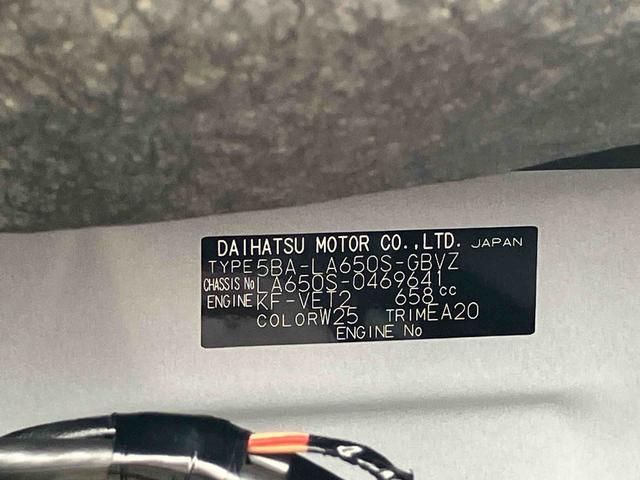 DAIHATSU MOTOR CO.,LTD. JAPAN
TYPE 5BA-LA650S-GBVZ
CHASSIS No LA650S-0469641
ENGINE KF-VET2 658 cc
COLOR W25 TRIM EA20
ENGINE No